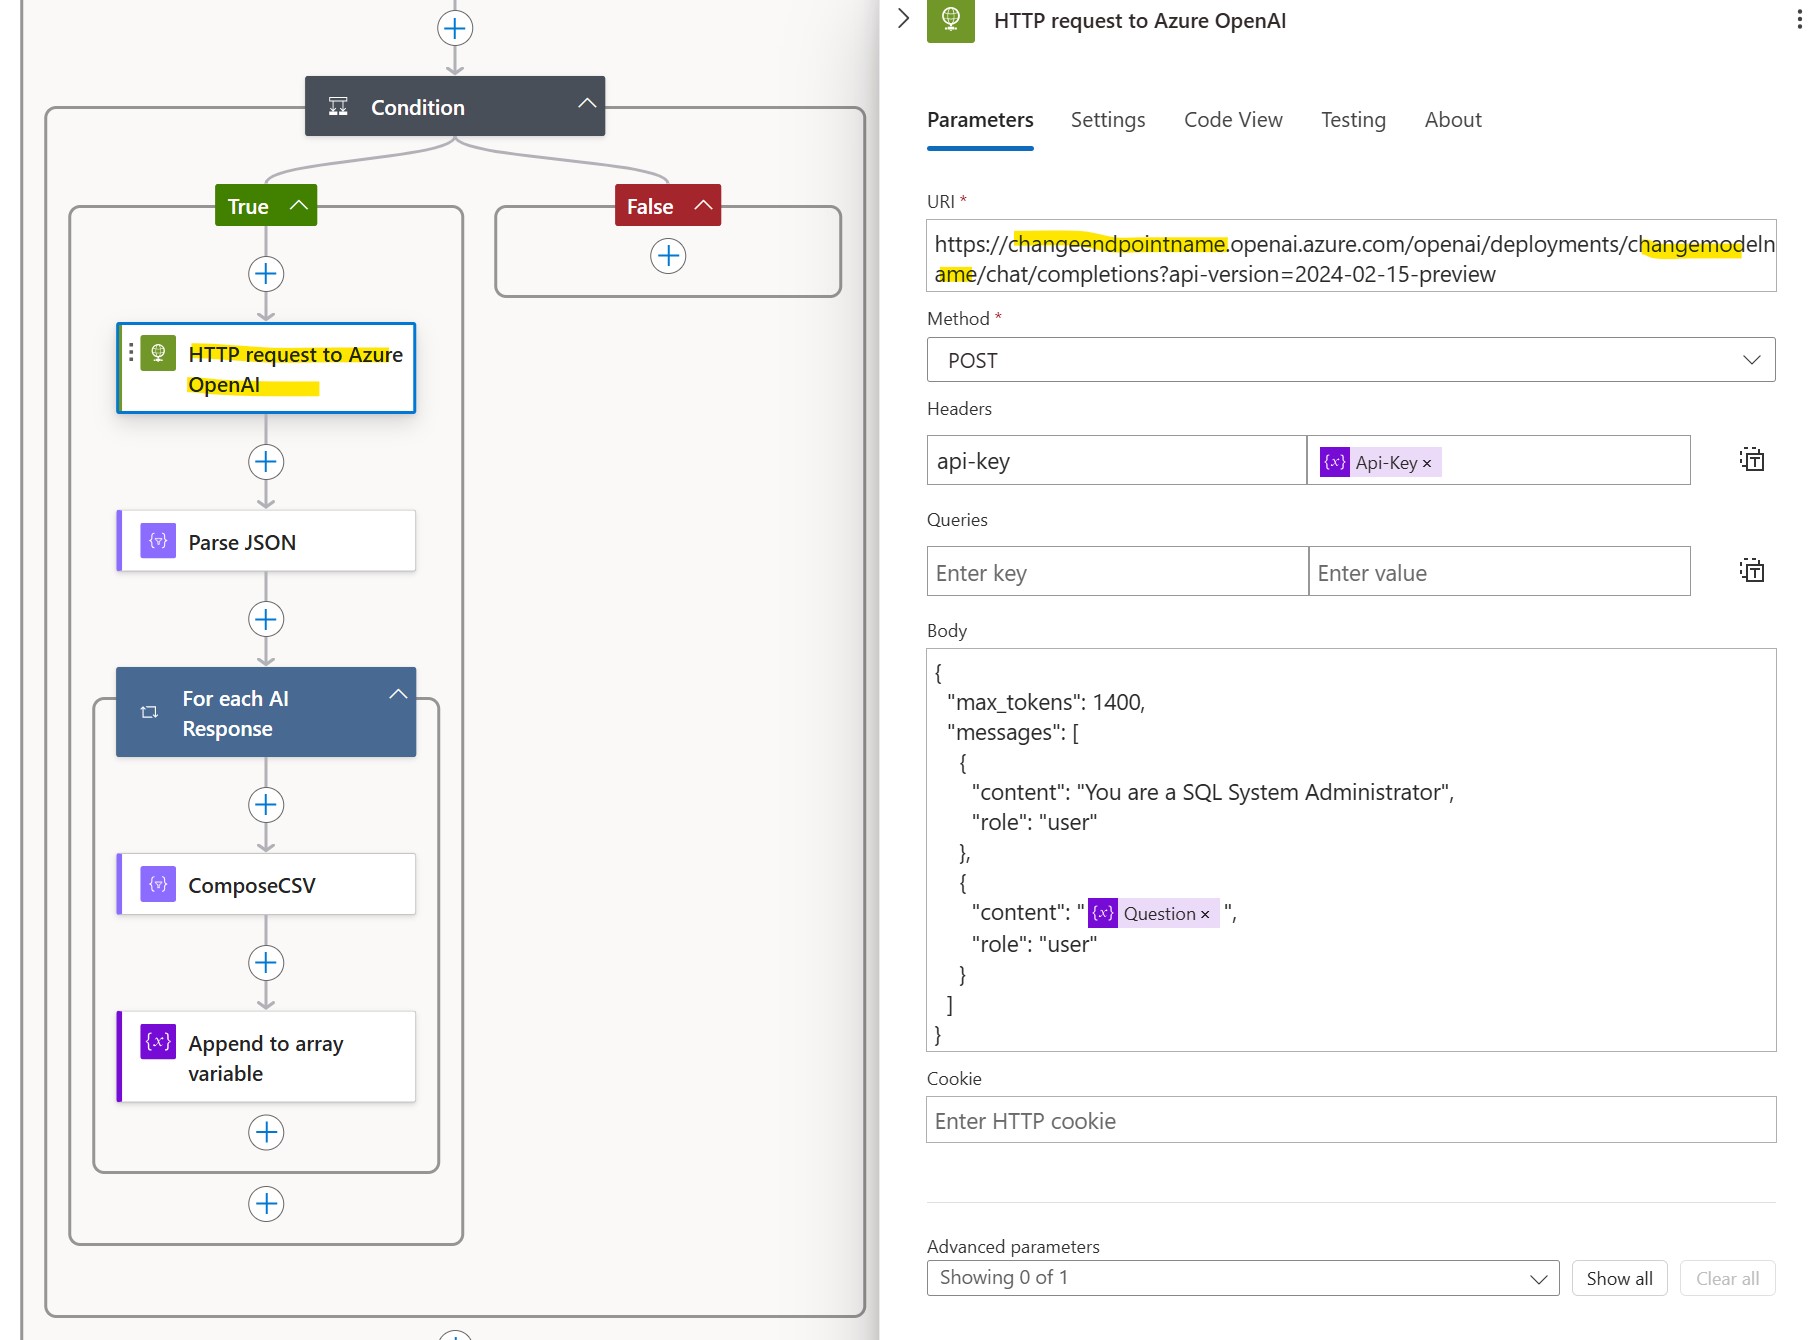 Condition
True
False
HTTP request to Azure
OpenAI
Parse JSON
For each AI
Response
ComposeCSV
Append to array
variable
HTTP request to Azure OpenAI
Parameters
Settings
Code View
Testing
About
URI *
https://changeendpointname.openai.azure.com/openai/deployments/changemodeln
ame/chat/completions?api-version=2024-02-15-preview
Method *
POST
Headers
api-key
{x} Api-Key ×
Queries
Enter key
Enter value
Body
{
"max_tokens": 1400,
"messages": [
{
"content": "You are a SQL System Administrator",
"role": "user"
},
{
"content": " {x} Question × ",
"role": "user"
}
]
}
Cookie
Enter HTTP cookie
Advanced parameters
Showing 0 of 1
Show all
Clear all